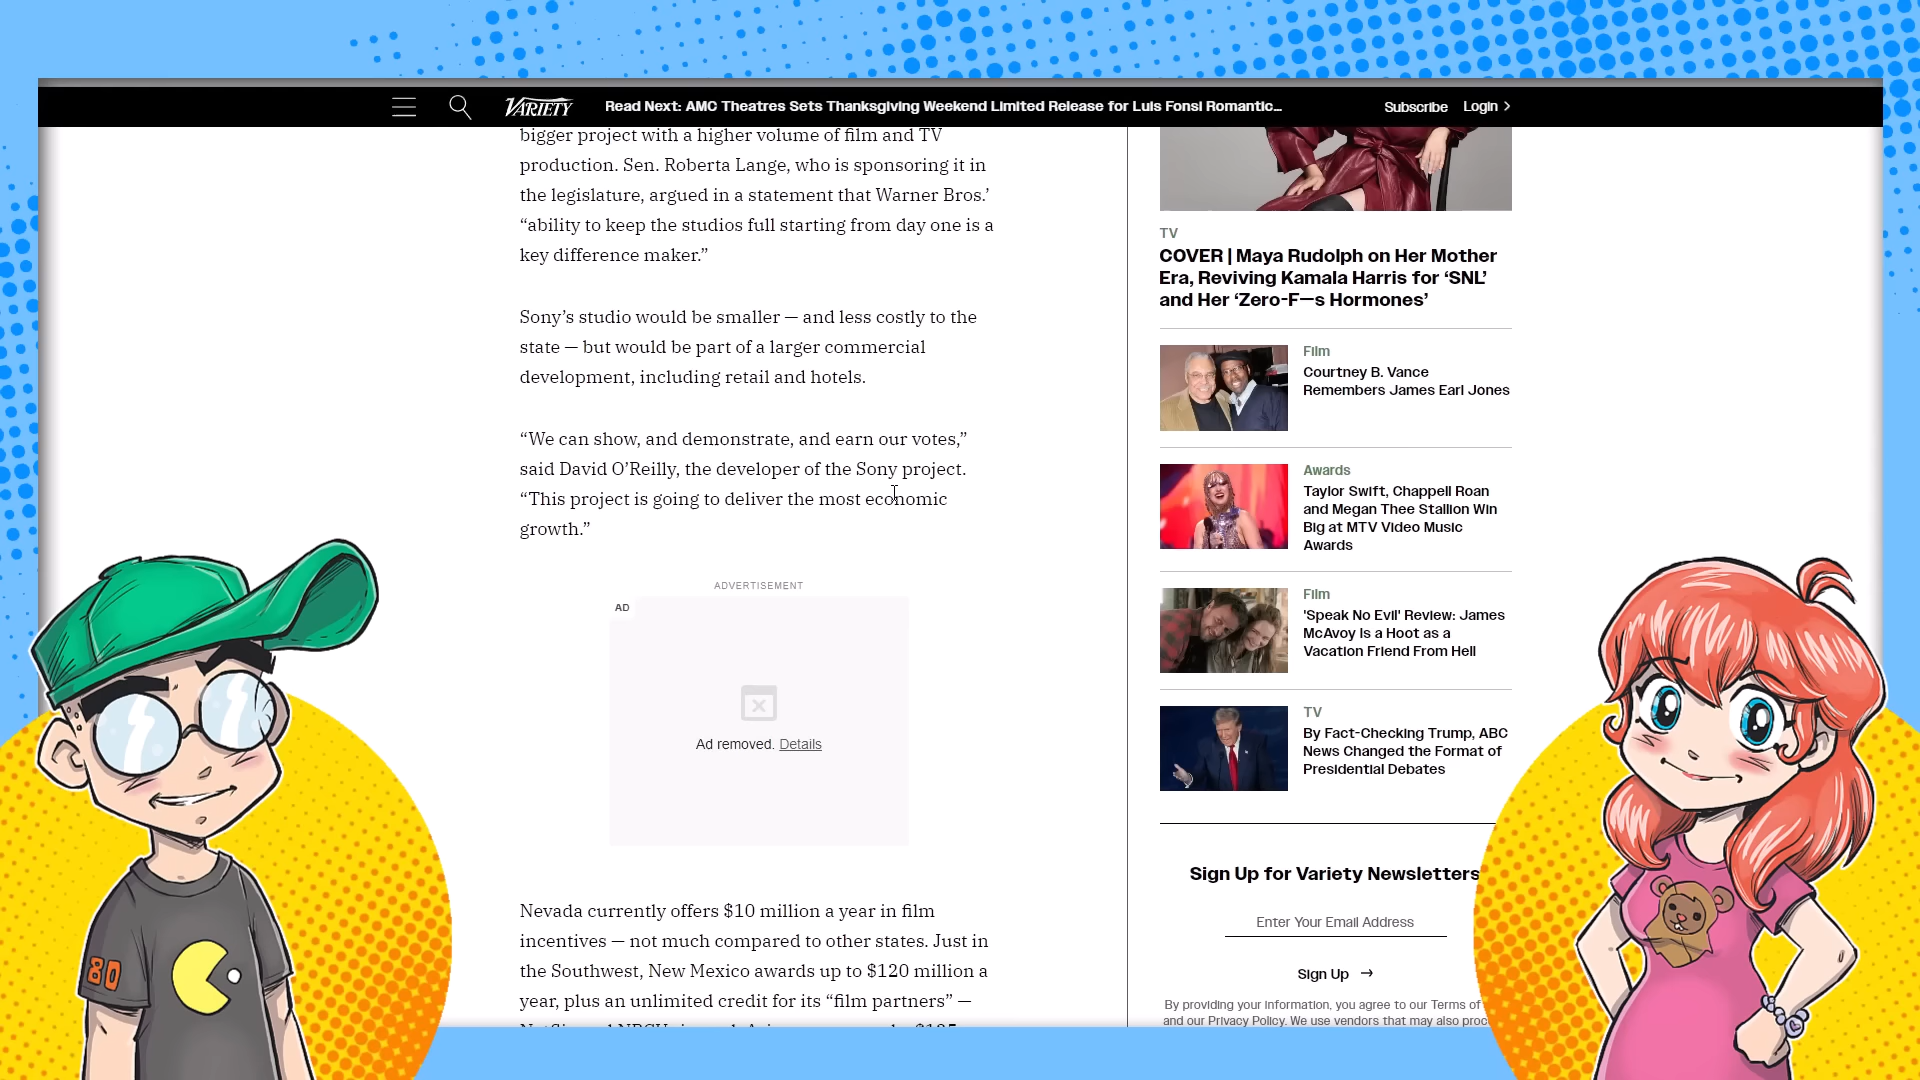 VARIETY
Read Next: AMC Theatres Sets Thanksgiving Weekend Limited Release for Luis Fonsi Romantic...
Subscribe
Login
bigger project with a higher volume of film and TV
production. Sen. Roberta Lange, who is sponsoring it in
the legislature, argued in a statement that Warner Bros.’
“ability to keep the studios full starting from day one is a
key difference maker.”
Sony’s studio would be smaller — and less costly to the
state — but would be part of a larger commercial
development, including retail and hotels.
“We can show, and demonstrate, and earn our votes,”
said David O’Reilly, the developer of the Sony project.
“This project is going to deliver the most economic
growth.”
ADVERTISEMENT
AD
Ad removed. Details
Nevada currently offers $10 million a year in film
incentives — not much compared to other states. Just in
the Southwest, New Mexico awards up to $120 million a
year, plus an unlimited credit for its “film partners” —
TV
COVER | Maya Rudolph on Her Mother
Era, Reviving Kamala Harris for ‘SNL’
and Her ‘Zero-F—s Hormones’
Film
Courtney B. Vance
Remembers James Earl Jones
Awards
Taylor Swift, Chappell Roan
and Megan Thee Stallion Win
Big at MTV Video Music
Awards
Film
'Speak No Evil' Review: James
McAvoy Is a Hoot as a
Vacation Friend From Hell
TV
By Fact-Checking Trump, ABC
News Changed the Format of
Presidential Debates
Sign Up for Variety Newsletters
Enter Your Email Address
Sign Up →
By providing your information, you agree to our Terms of
and our Privacy Policy. We use vendors that may also
80